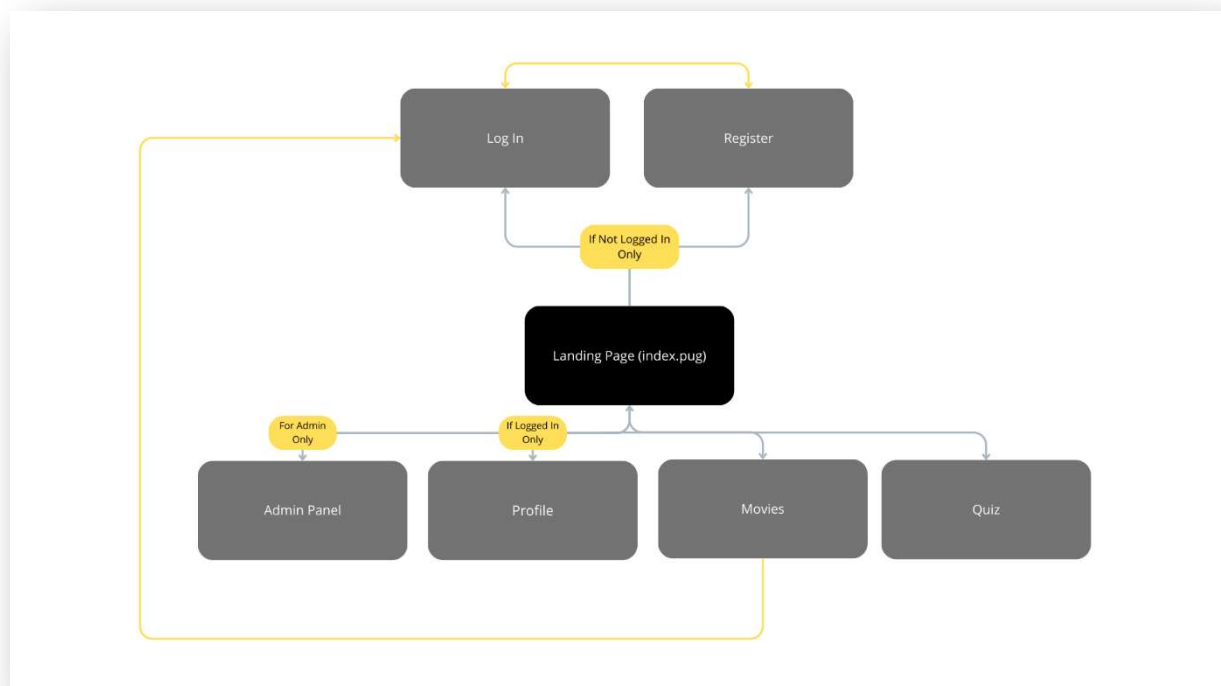 Log In
Register
If Not Logged In
Only
Landing Page (index.pug)
For Admin
Only
If Logged In
Only
Admin Panel
Profile
Movies
Quiz